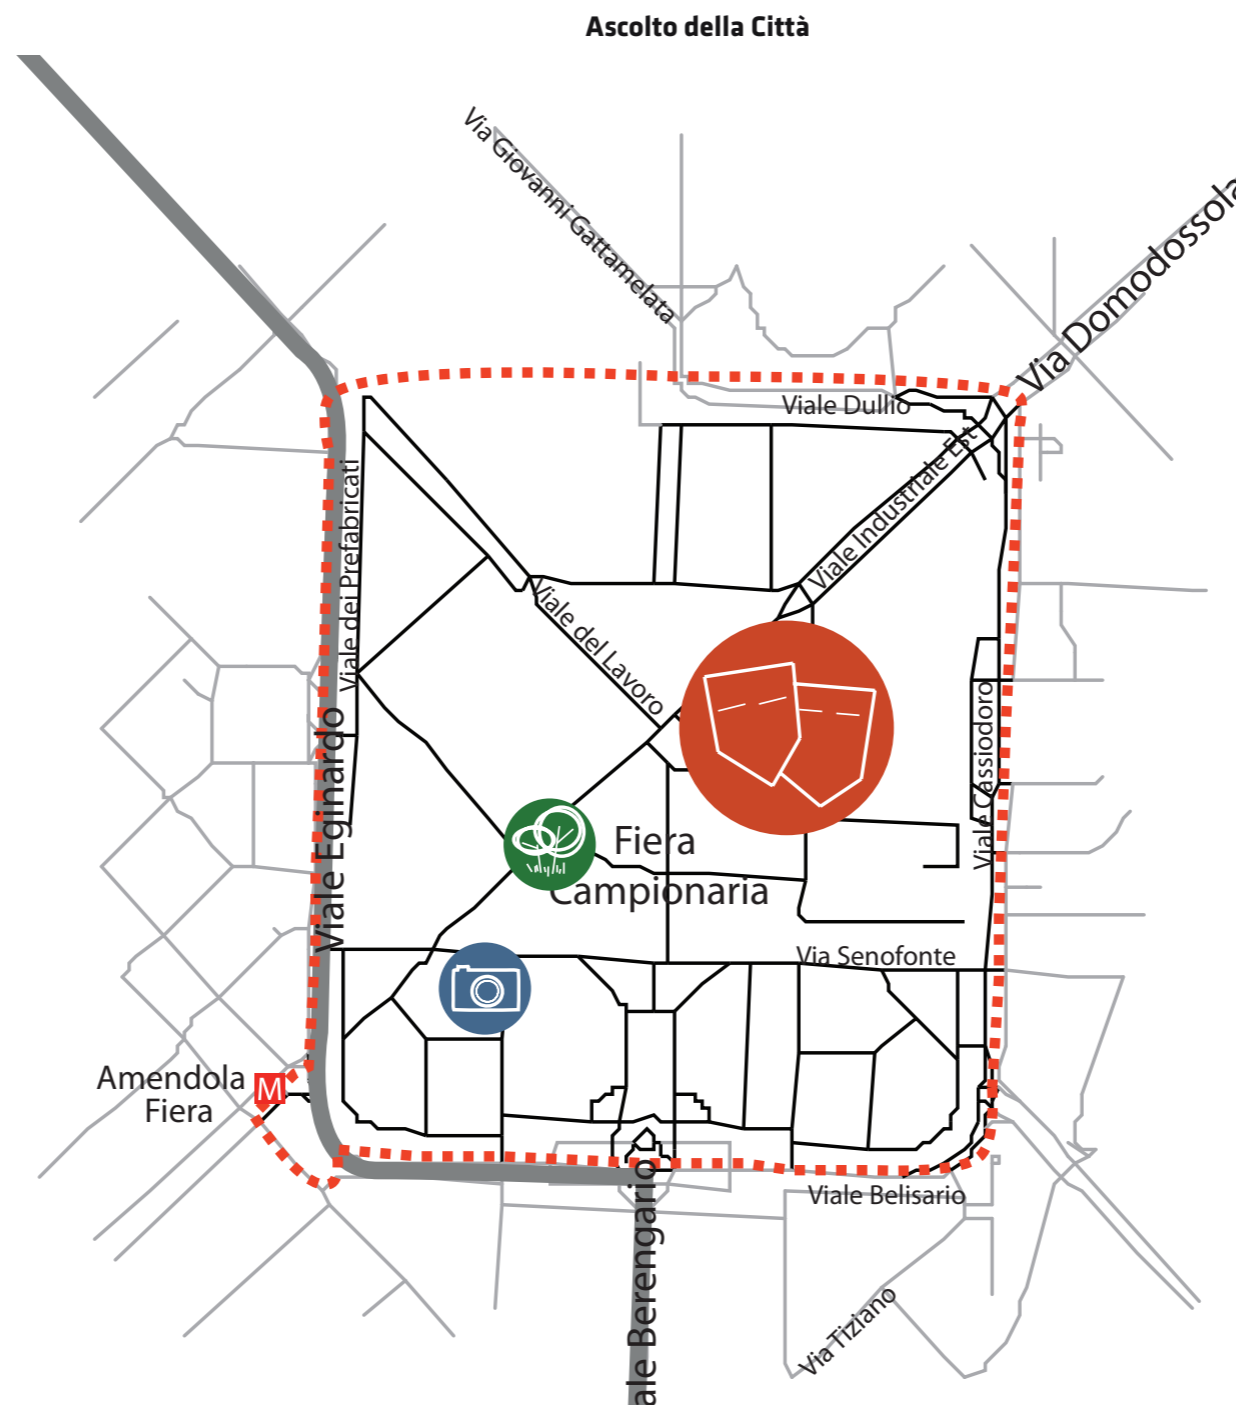 Ascolto della Città
Via Giovanni Gattamelata
Via Domodossola
Viale Dullio
Viale Industriale Est
Viale dei Prefabricati
Viale del Lavoro
Viale Cassiodoro
Viale Eginardo
Fiera
Campionaria
Via Senofonte
Amendola
Fiera
M
Viale Belisario
ale Berengario
Via Tiziano